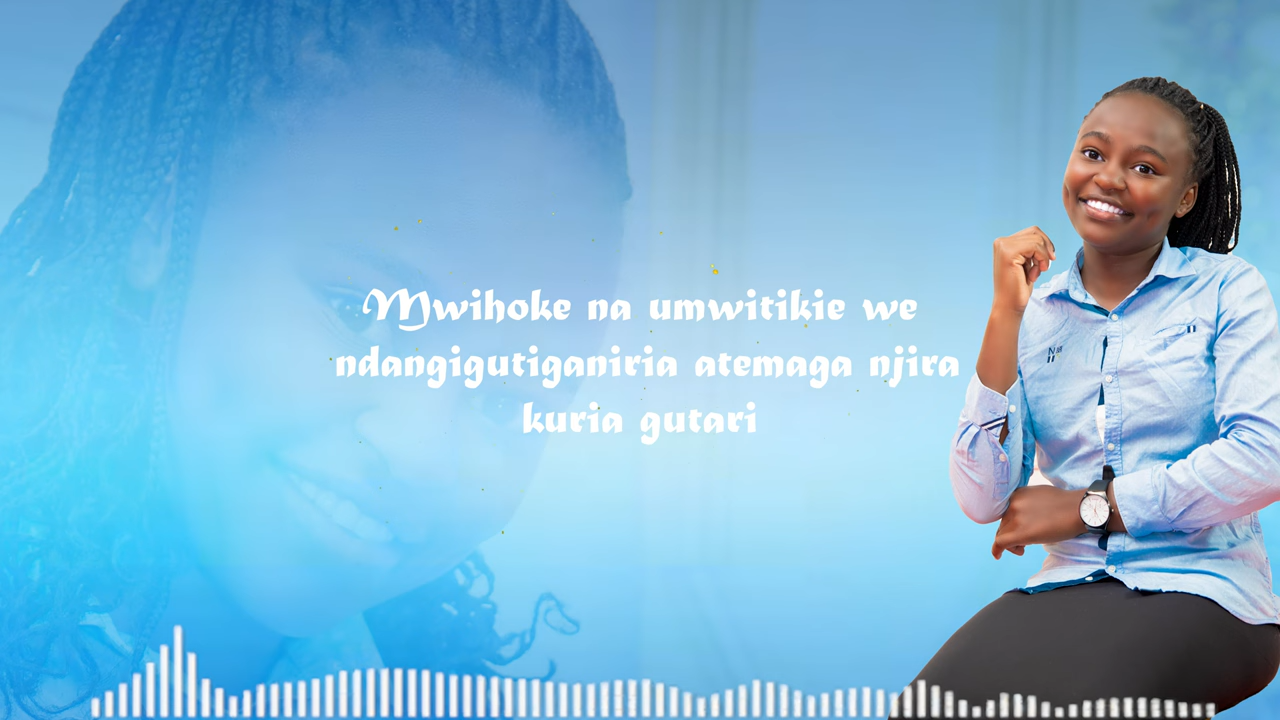 Mwihoke na umwitikie we
ndangigutiganiria atemaga njira
kuria gutari